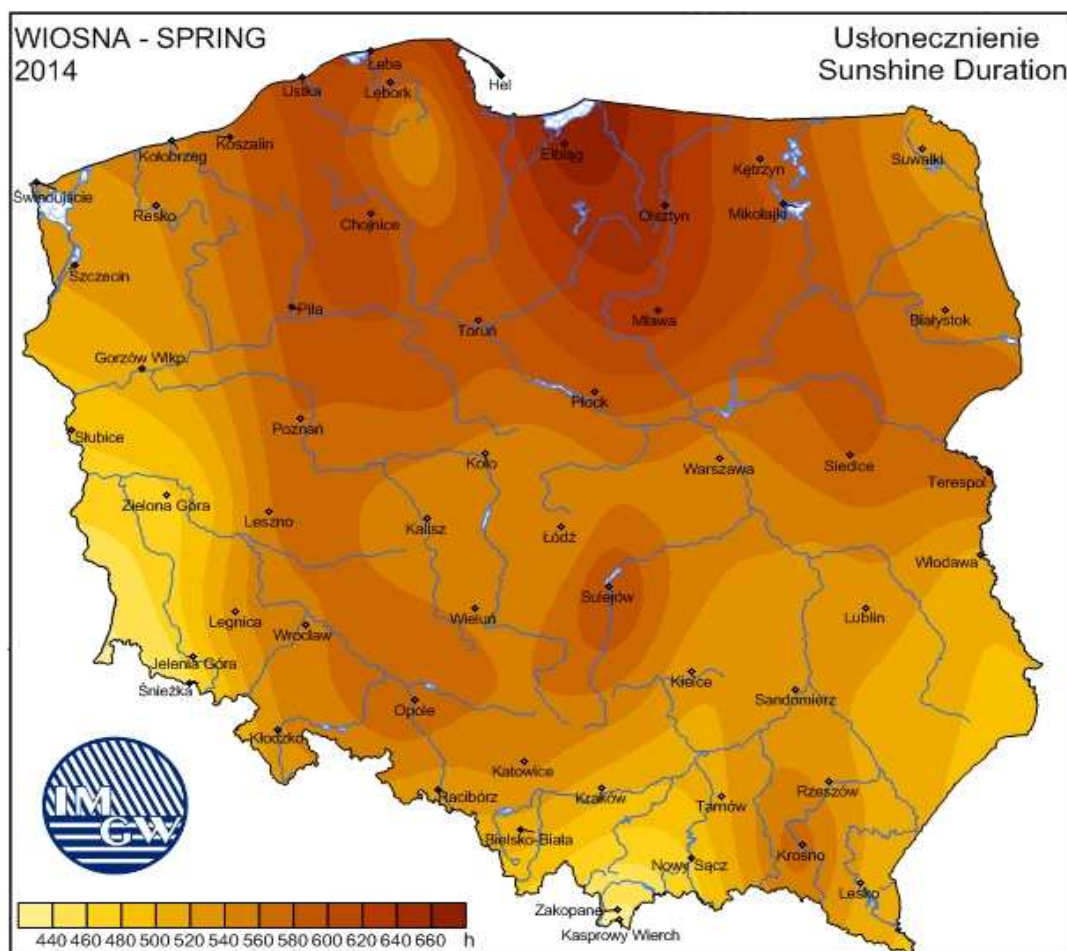 WIOSNA - SPRING
2014
Usłonecznienie
Sunshine Duration
Łeba
Ustka
Lębork
Hel
Kołobrzeg
Koszalin
Elbląg
Kętrzyn
Suwałki
Świnoujście
Resko
Chojnice
Olsztyn
Mikołajki
Szczecin
Piła
Toruń
Mława
Białystok
Gorzów Wlkp.
Płock
Słubice
Poznań
Koło
Warszawa
Siedlce
Terespol
Zielona Góra
Leszno
Kalisz
Łódź
Włodawa
Sulejów
Legnica
Wrocław
Wieluń
Lublin
Jelenia Góra
Śnieżka
Kielce
Sandomierz
Opole
Kłodzko
Katowice
Kraków
Tarnów
Rzeszów
Racibórz
Bielsko-Biała
Nowy Sącz
Krosno
Lesko
Zakopane
Kasprowy Wierch
IM
GW
440 460 480 500 520 540 560 580 600 620 640 660 h